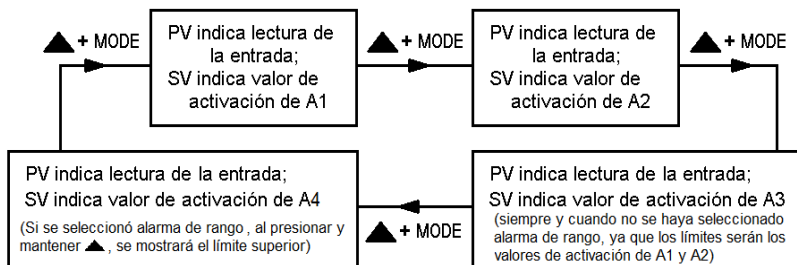 ▲ + MODE
PV indica lectura de
la entrada;
SV indica valor de
activación de A1
▲ + MODE
PV indica lectura de
la entrada;
SV indica valor de
activación de A2
▲ + MODE
PV indica lectura de la entrada;
SV indica valor de activación de A3
(siempre y cuando no se haya seleccionado
alarma de rango, ya que los límites serán los
valores de activación de A1 y A2)
▲ + MODE
PV indica lectura de la entrada;
SV indica valor de activación de A4
(Si se seleccionó alarma de rango , al presionar y
mantener ▲ , se mostrará el límite superior)